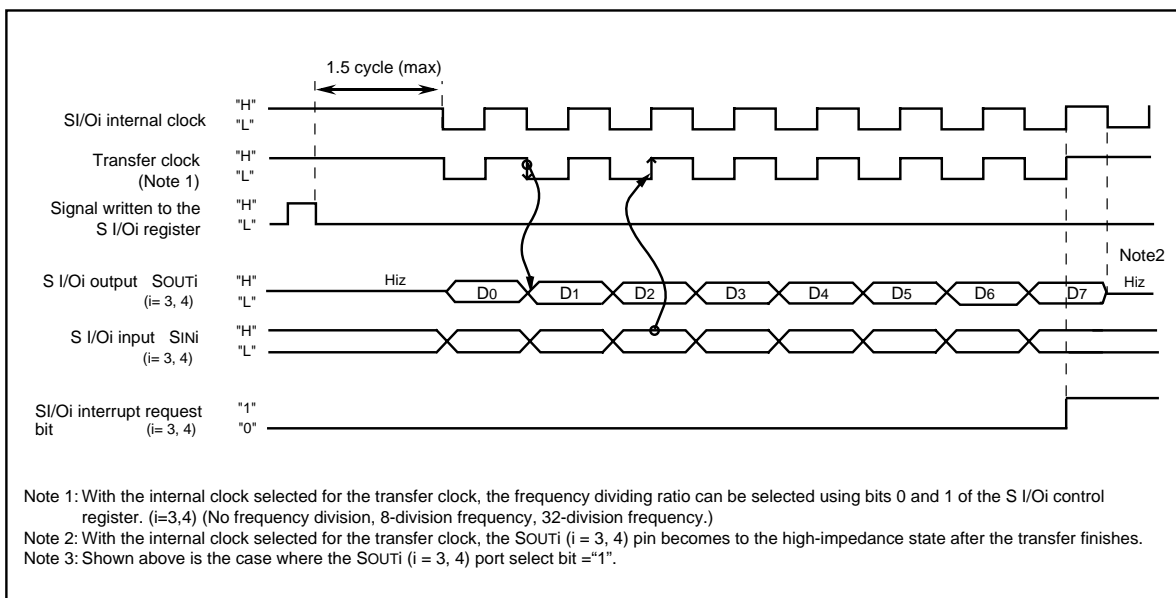 1.5 cycle (max)
SI/Oi internal clock "H" "L"
Transfer clock "H" "L"
(Note 1)
Signal written to the "H"
S I/Oi register "L"
Note2
S I/Oi output SOUTi "H" "L" Hiz D0 D1 D2 D3 D4 D5 D6 D7 Hiz
(i= 3, 4)
S I/Oi input SINi "H" "L"
(i= 3, 4)
SI/Oi interrupt request "1"
bit (i= 3, 4) "0"
Note 1: With the internal clock selected for the transfer clock, the frequency dividing ratio can be selected using bits 0 and 1 of the S I/Oi control
register. (i=3,4) (No frequency division, 8-division frequency, 32-division frequency.)
Note 2: With the internal clock selected for the transfer clock, the SOUTi (i = 3, 4) pin becomes to the high-impedance state after the transfer finishes.
Note 3: Shown above is the case where the SOUTi (i = 3, 4) port select bit =“1”.